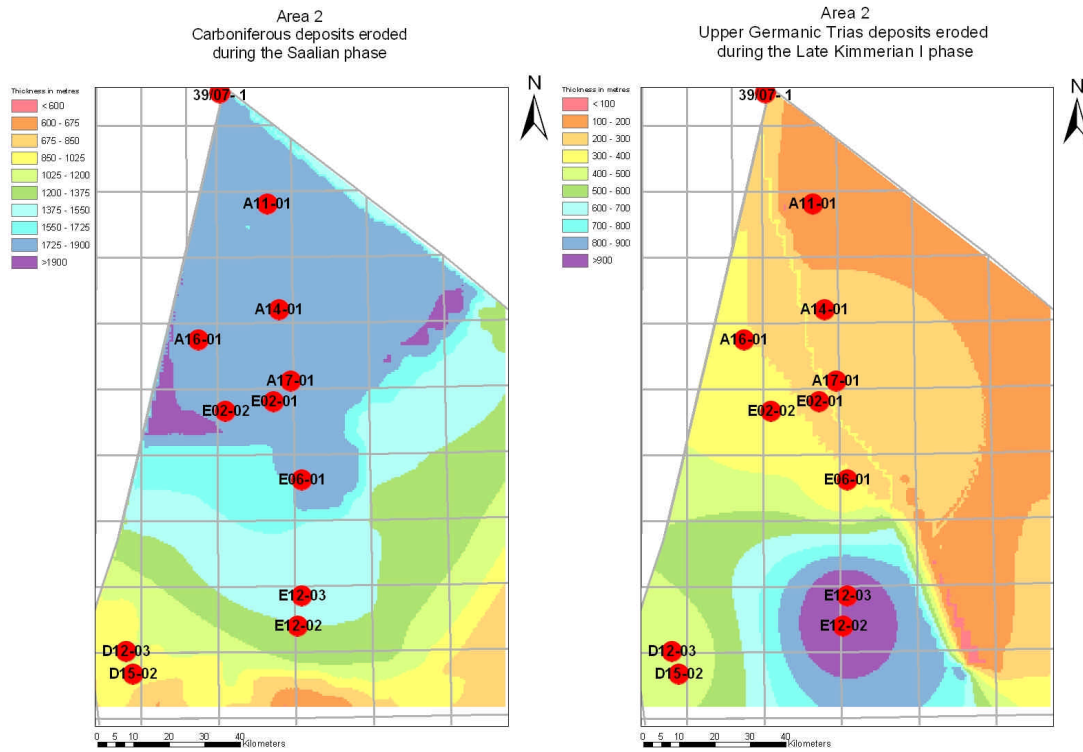 Area 2
Carboniferous deposits eroded
during the Saalian phase
Thickness in metres
< 600
600 - 675
675 - 850
850 - 1025
1025 - 1200
1200 - 1375
1375 - 1550
1550 - 1725
1725 - 1900
>1900
N
39/07- 1
A11-01
A14-01
A16-01
A17-01
E02-01
E02-02
E06-01
E12-03
E12-02
D12-03
D15-02
0 5 10 20 30 40
Kilometers
Area 2
Upper Germanic Trias deposits eroded
during the Late Kimmerian I phase
Thickness in metres
< 100
100 - 200
200 - 300
300 - 400
400 - 500
500 - 600
600 - 700
700 - 800
800 - 900
>900
N
39/07- 1
A11-01
A14-01
A16-01
A17-01
E02-01
E02-02
E06-01
E12-03
E12-02
D12-03
D15-02
0 5 10 20 30 40
Kilometers